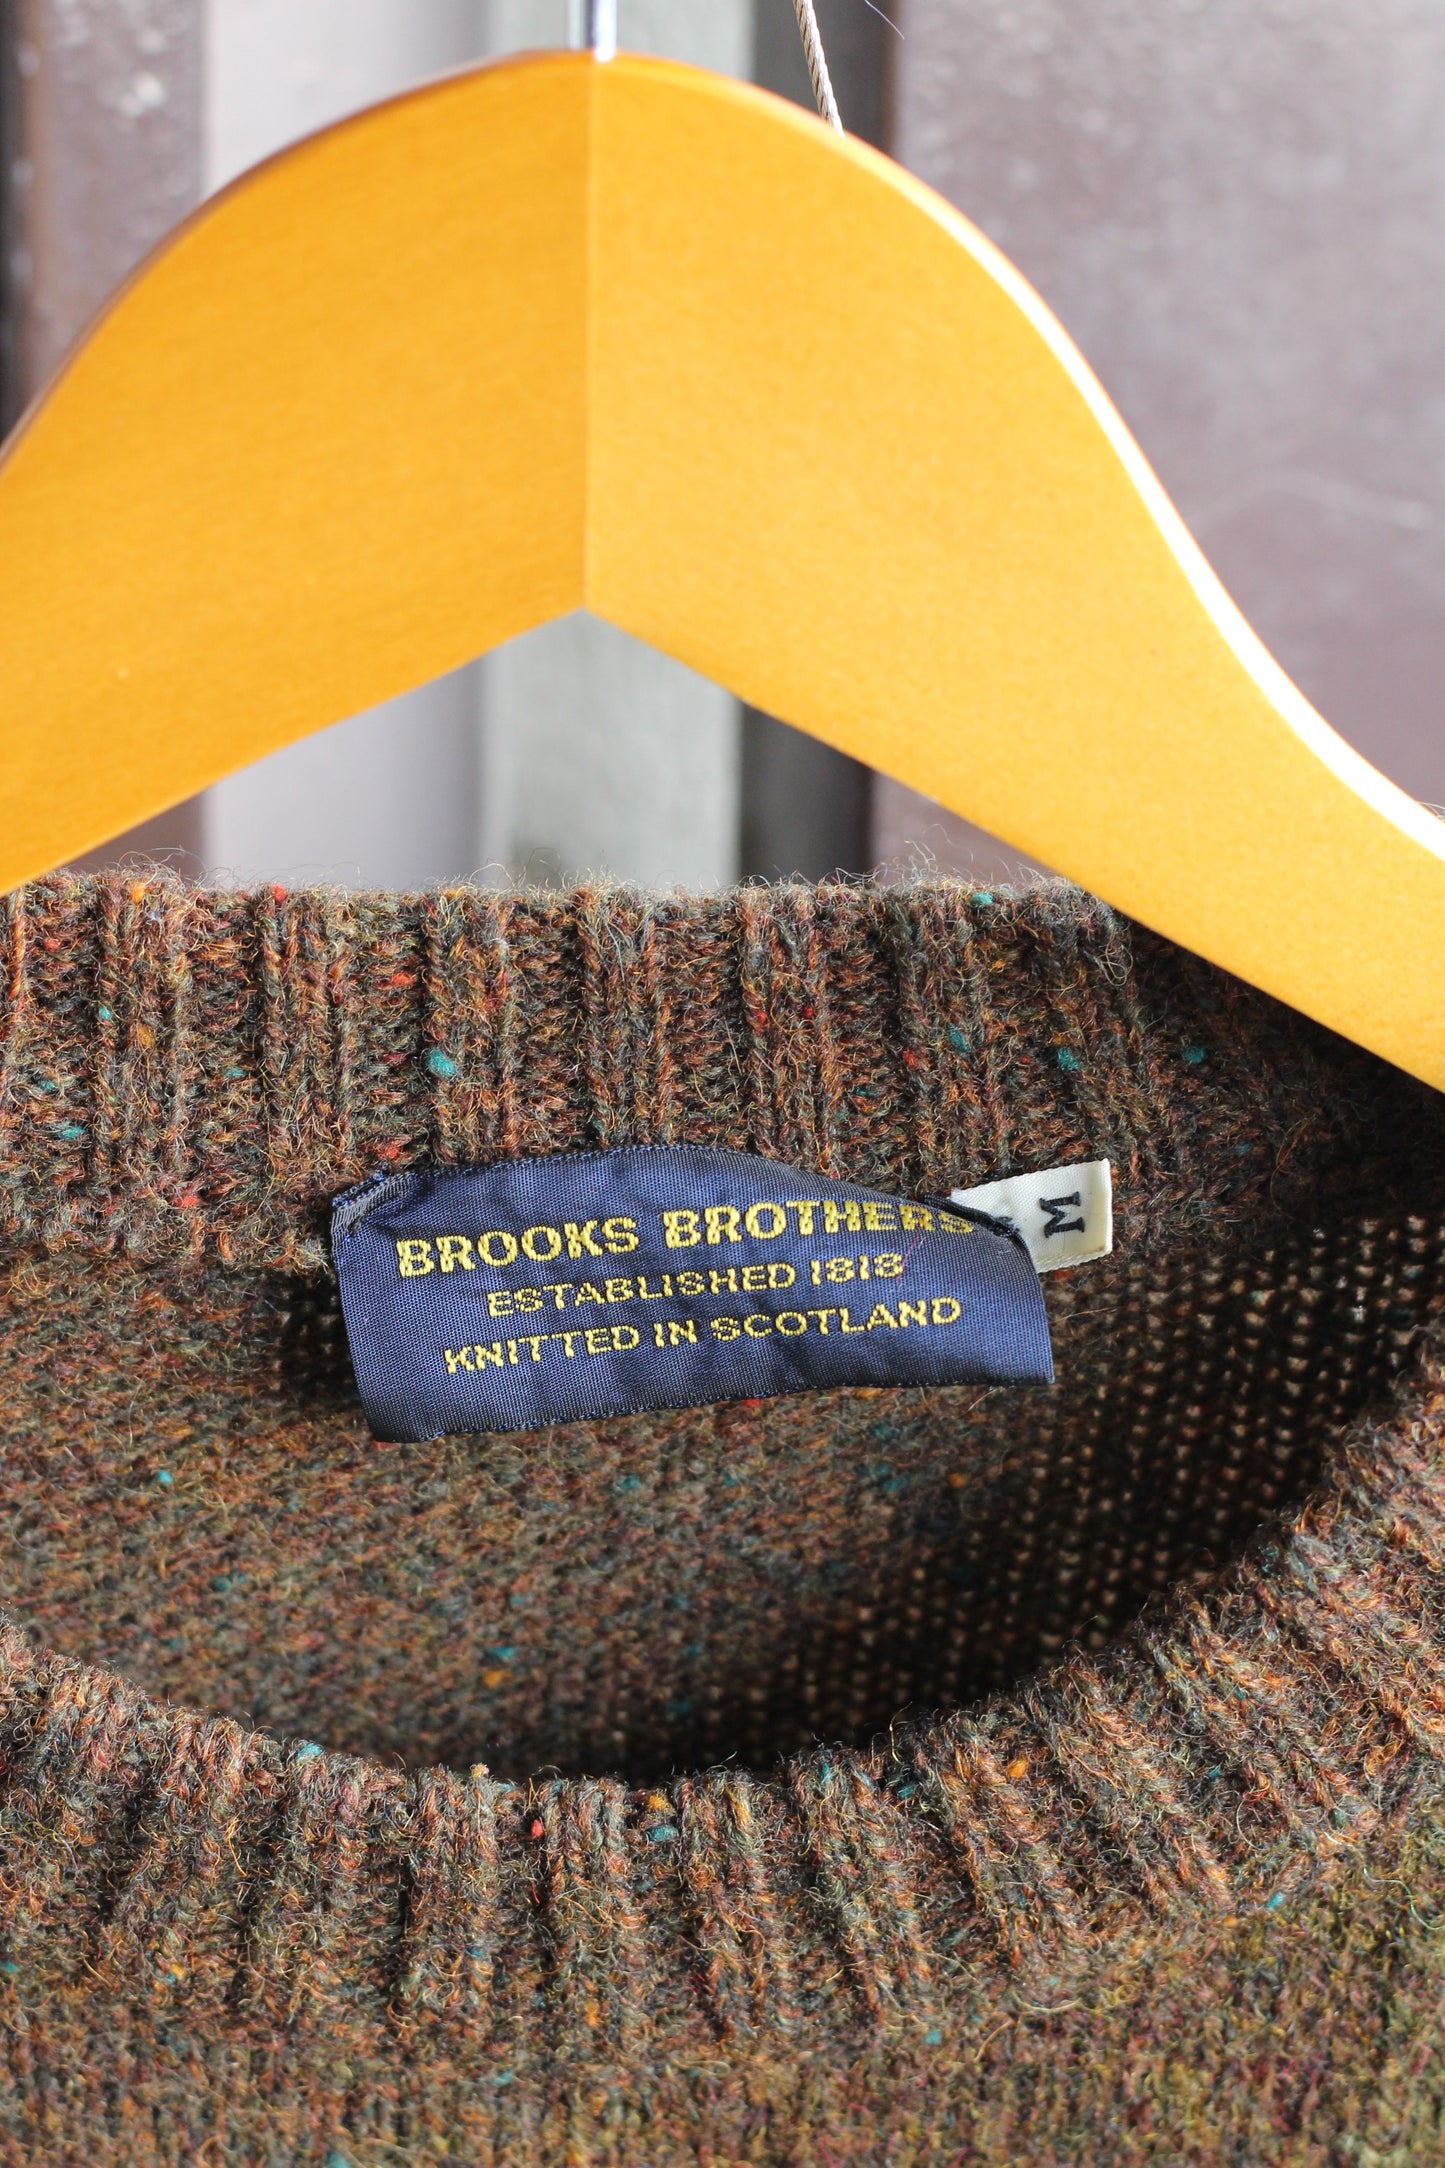 BROOKS BROTHERS
ESTABLISHED 1818
KNITTED IN SCOTLAND
M